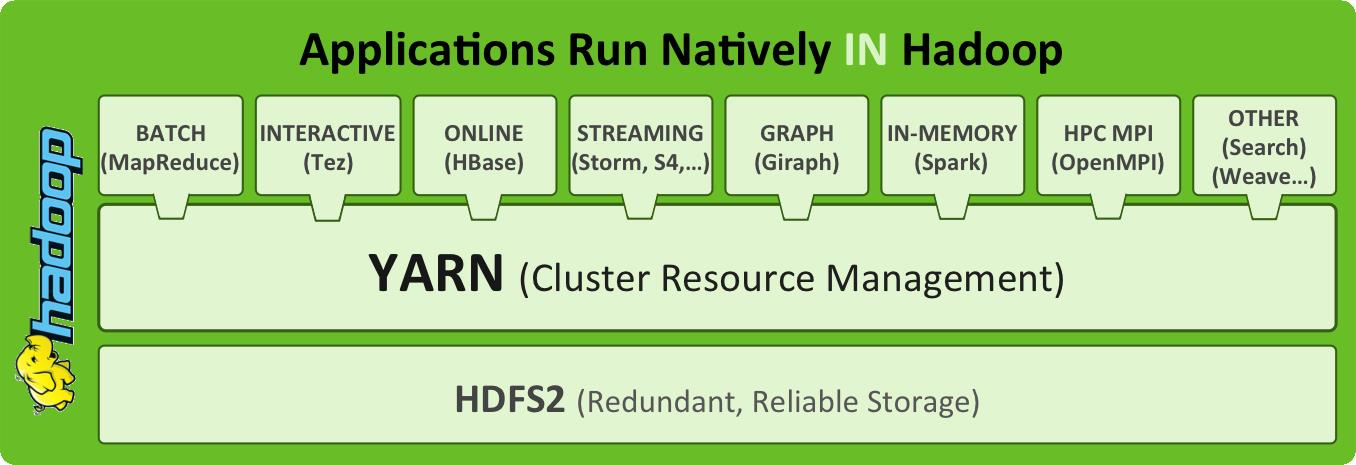 Applications Run Natively IN Hadoop
BATCH
(MapReduce)
INTERACTIVE
(Tez)
ONLINE
(HBase)
STREAMING
(Storm, S4,...)
GRAPH
(Giraph)
IN-MEMORY
(Spark)
HPC MPI
(OpenMPI)
OTHER
(Search)
(Weave...)
hadoop
YARN (Cluster Resource Management)
HDFS2 (Redundant, Reliable Storage)